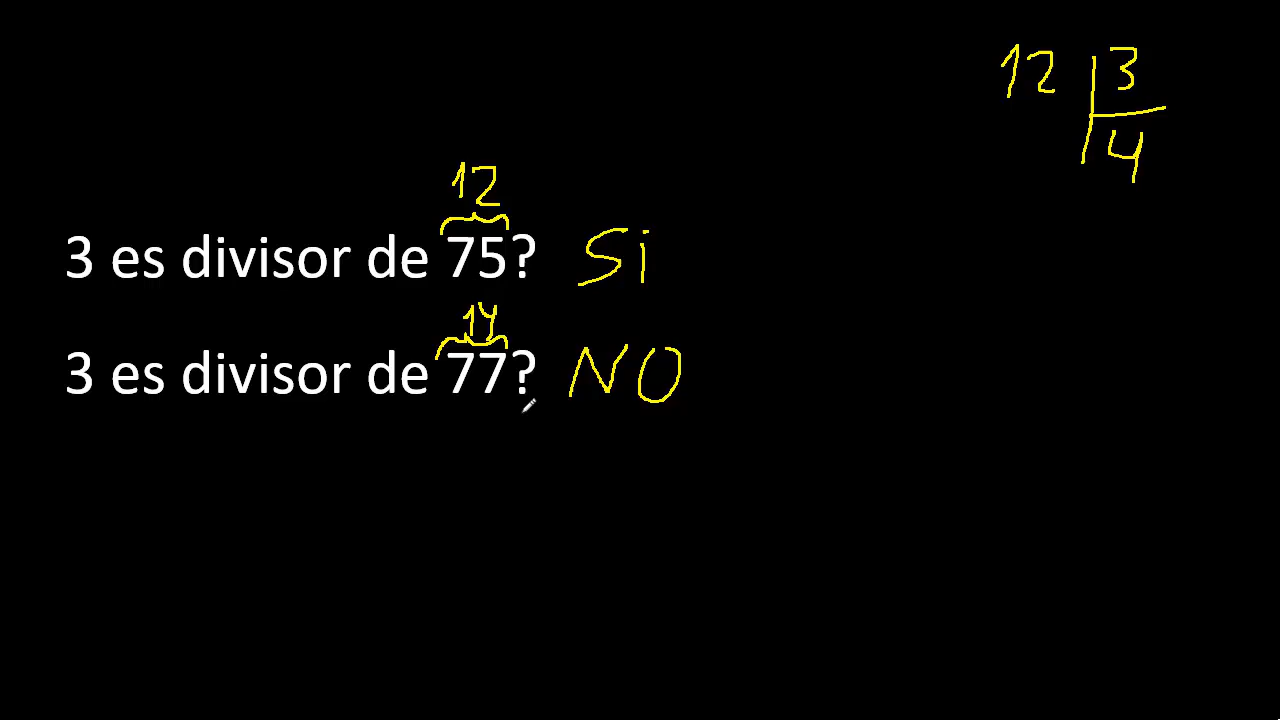 12 3
4
12
3 es divisor de 75? Si
14
3 es divisor de 77? NO